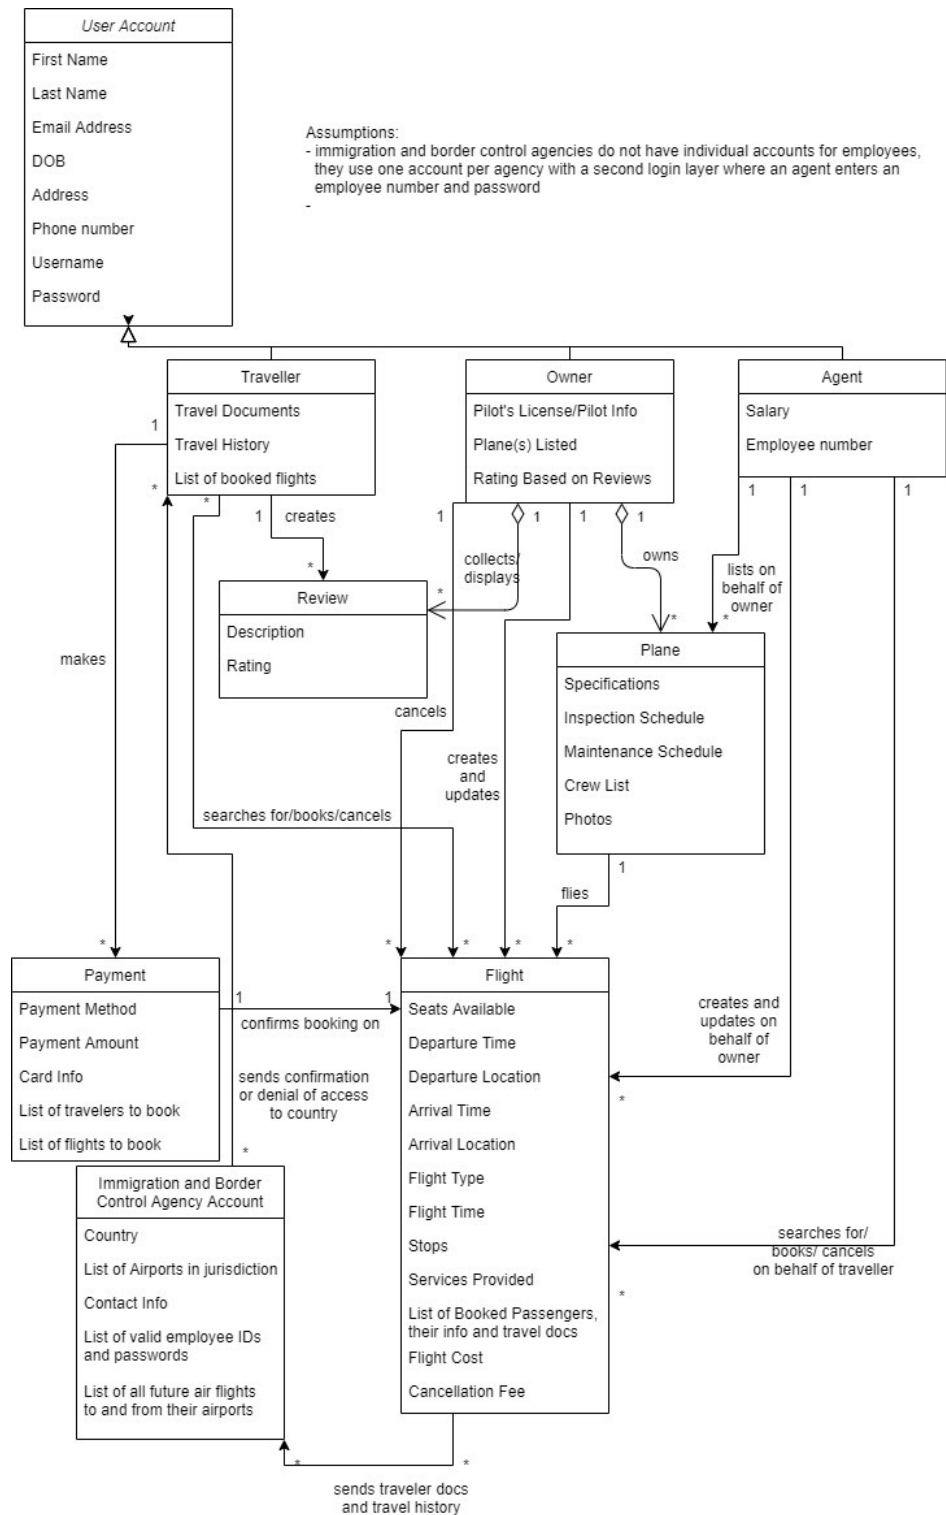 User Account
First Name
Last Name
Email Address
DOB
Address
Phone number
Username
Password
Assumptions:
- immigration and border control agencies do not have individual accounts for employees,
they use one account per agency with a second login layer where an agent enters an
employee number and password
-
Traveller
Travel Documents
Travel History
List of booked flights
Owner
Pilot's License/Pilot Info
Plane(s) Listed
Rating Based on Reviews
Agent
Salary
Employee number
1
*
*
1
creates
*
1
1
1
1
collects/
displays
*
owns
*
1
1
1
lists on
behalf of
owner
*
Review
Description
Rating
Plane
Specifications
Inspection Schedule
Maintenance Schedule
Crew List
Photos
makes
cancels
creates
and
updates
searches for/books/cancels
1
flies
*
*
*
*
*
Payment
Payment Method
Payment Amount
Card Info
List of travelers to book
List of flights to book
1
1
confirms booking on
sends confirmation
or denial of access
to country
*
Flight
Seats Available
Departure Time
Departure Location
Arrival Time
Arrival Location
Flight Type
Flight Time
Stops
Services Provided
List of Booked Passengers,
their info and travel docs
Flight Cost
Cancellation Fee
creates and
updates on
behalf of
owner
*
searches for/
books/ cancels
on behalf of traveller
*
Immigration and Border
Control Agency Account
Country
List of Airports in jurisdiction
Contact Info
List of valid employee IDs
and passwords
List of all future air flights
to and from their airports
*
*
sends traveler docs
and travel history